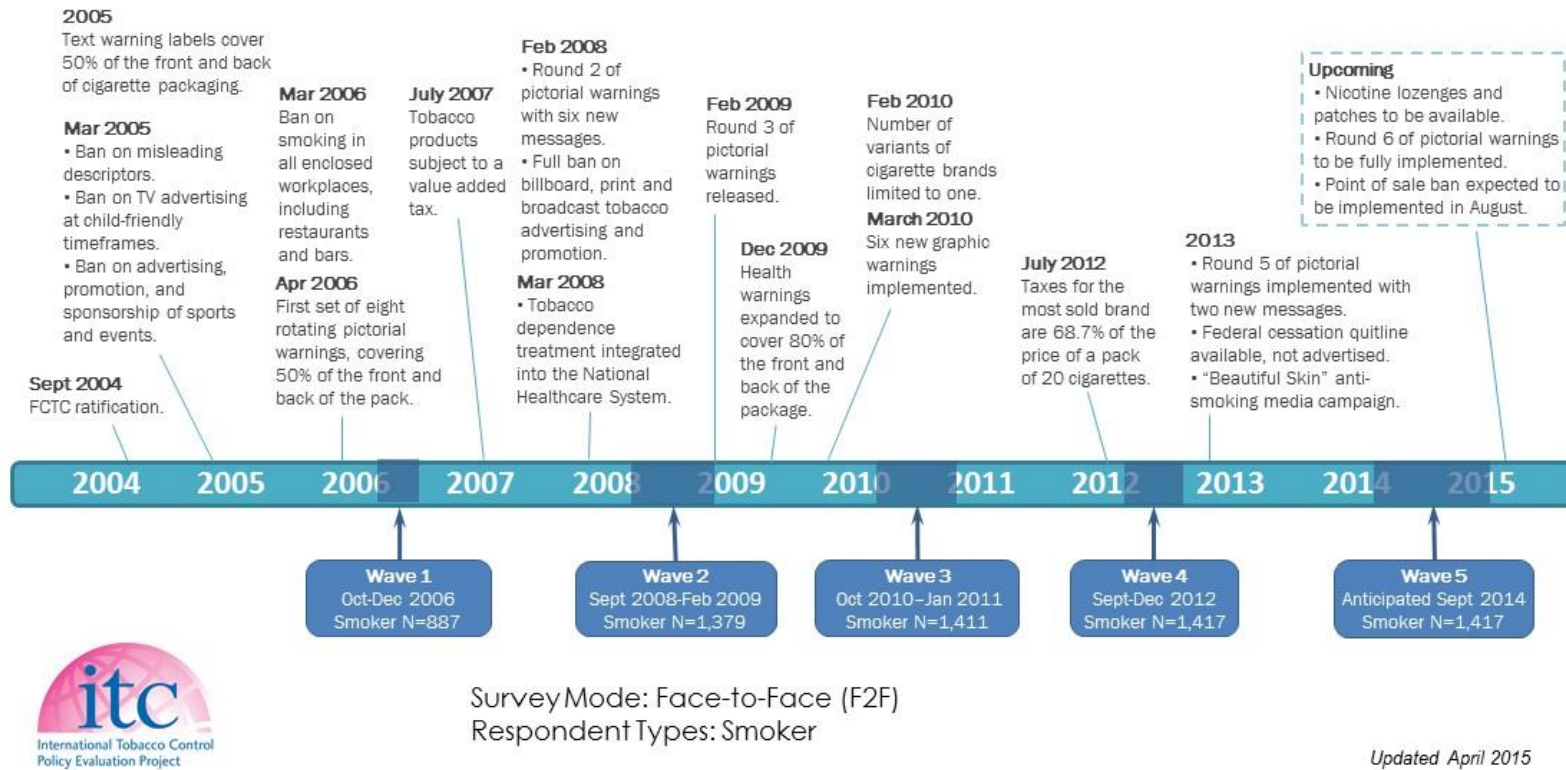 2005
Text warning labels cover
50% of the front and back
of cigarette packaging.
Mar 2005
• Ban on misleading
descriptors.
• Ban on TV advertising
at child-friendly
timeframes.
• Ban on advertising,
promotion, and
sponsorship of sports
and events.
Sept 2004
FCTC ratification.
Mar 2006
Ban on
smoking in
all enclosed
workplaces,
including
restaurants
and bars.
Apr 2006
First set of eight
rotating pictorial
warnings, covering
50% of the front and
back of the pack.
July 2007
Tobacco
products
subject to a
value added
tax.
Feb 2008
• Round 2 of
pictorial warnings
with six new
messages.
• Full ban on
billboard, print and
broadcast tobacco
advertising and
promotion.
Mar 2008
• Tobacco
dependence
treatment integrated
into the National
Healthcare System.
Feb 2009
Round 3 of
pictorial
warnings
released.
Dec 2009
Health
warnings
expanded to
cover 80% of
the front and
back of the
package.
Feb 2010
Number of
variants of
cigarette brands
limited to one.
March 2010
Six new graphic
warnings
implemented.
July 2012
Taxes for the
most sold brand
are 68.7% of the
price of a pack
of 20 cigarettes.
2013
• Round 5 of pictorial
warnings implemented with
two new messages.
• Federal cessation quitline
available, not advertised.
• “Beautiful Skin” anti-
smoking media campaign.
Upcoming
• Nicotine lozenges and
patches to be available.
• Round 6 of pictorial warnings
to be fully implemented.
• Point of sale ban expected to
be implemented in August.
2004 2005 2006 2007 2008 2009 2010 2011 2012 2013 2014 2015
Wave 1
Oct-Dec 2006
Smoker N=887
Wave 2
Sept 2008-Feb 2009
Smoker N=1,379
Wave 3
Oct 2010–Jan 2011
Smoker N=1,411
Wave 4
Sept-Dec 2012
Smoker N=1,417
Wave 5
Anticipated Sept 2014
Smoker N=1,417
itc
International Tobacco Control
Policy Evaluation Project
Survey Mode: Face-to-Face (F2F)
Respondent Types: Smoker
Updated April 2015